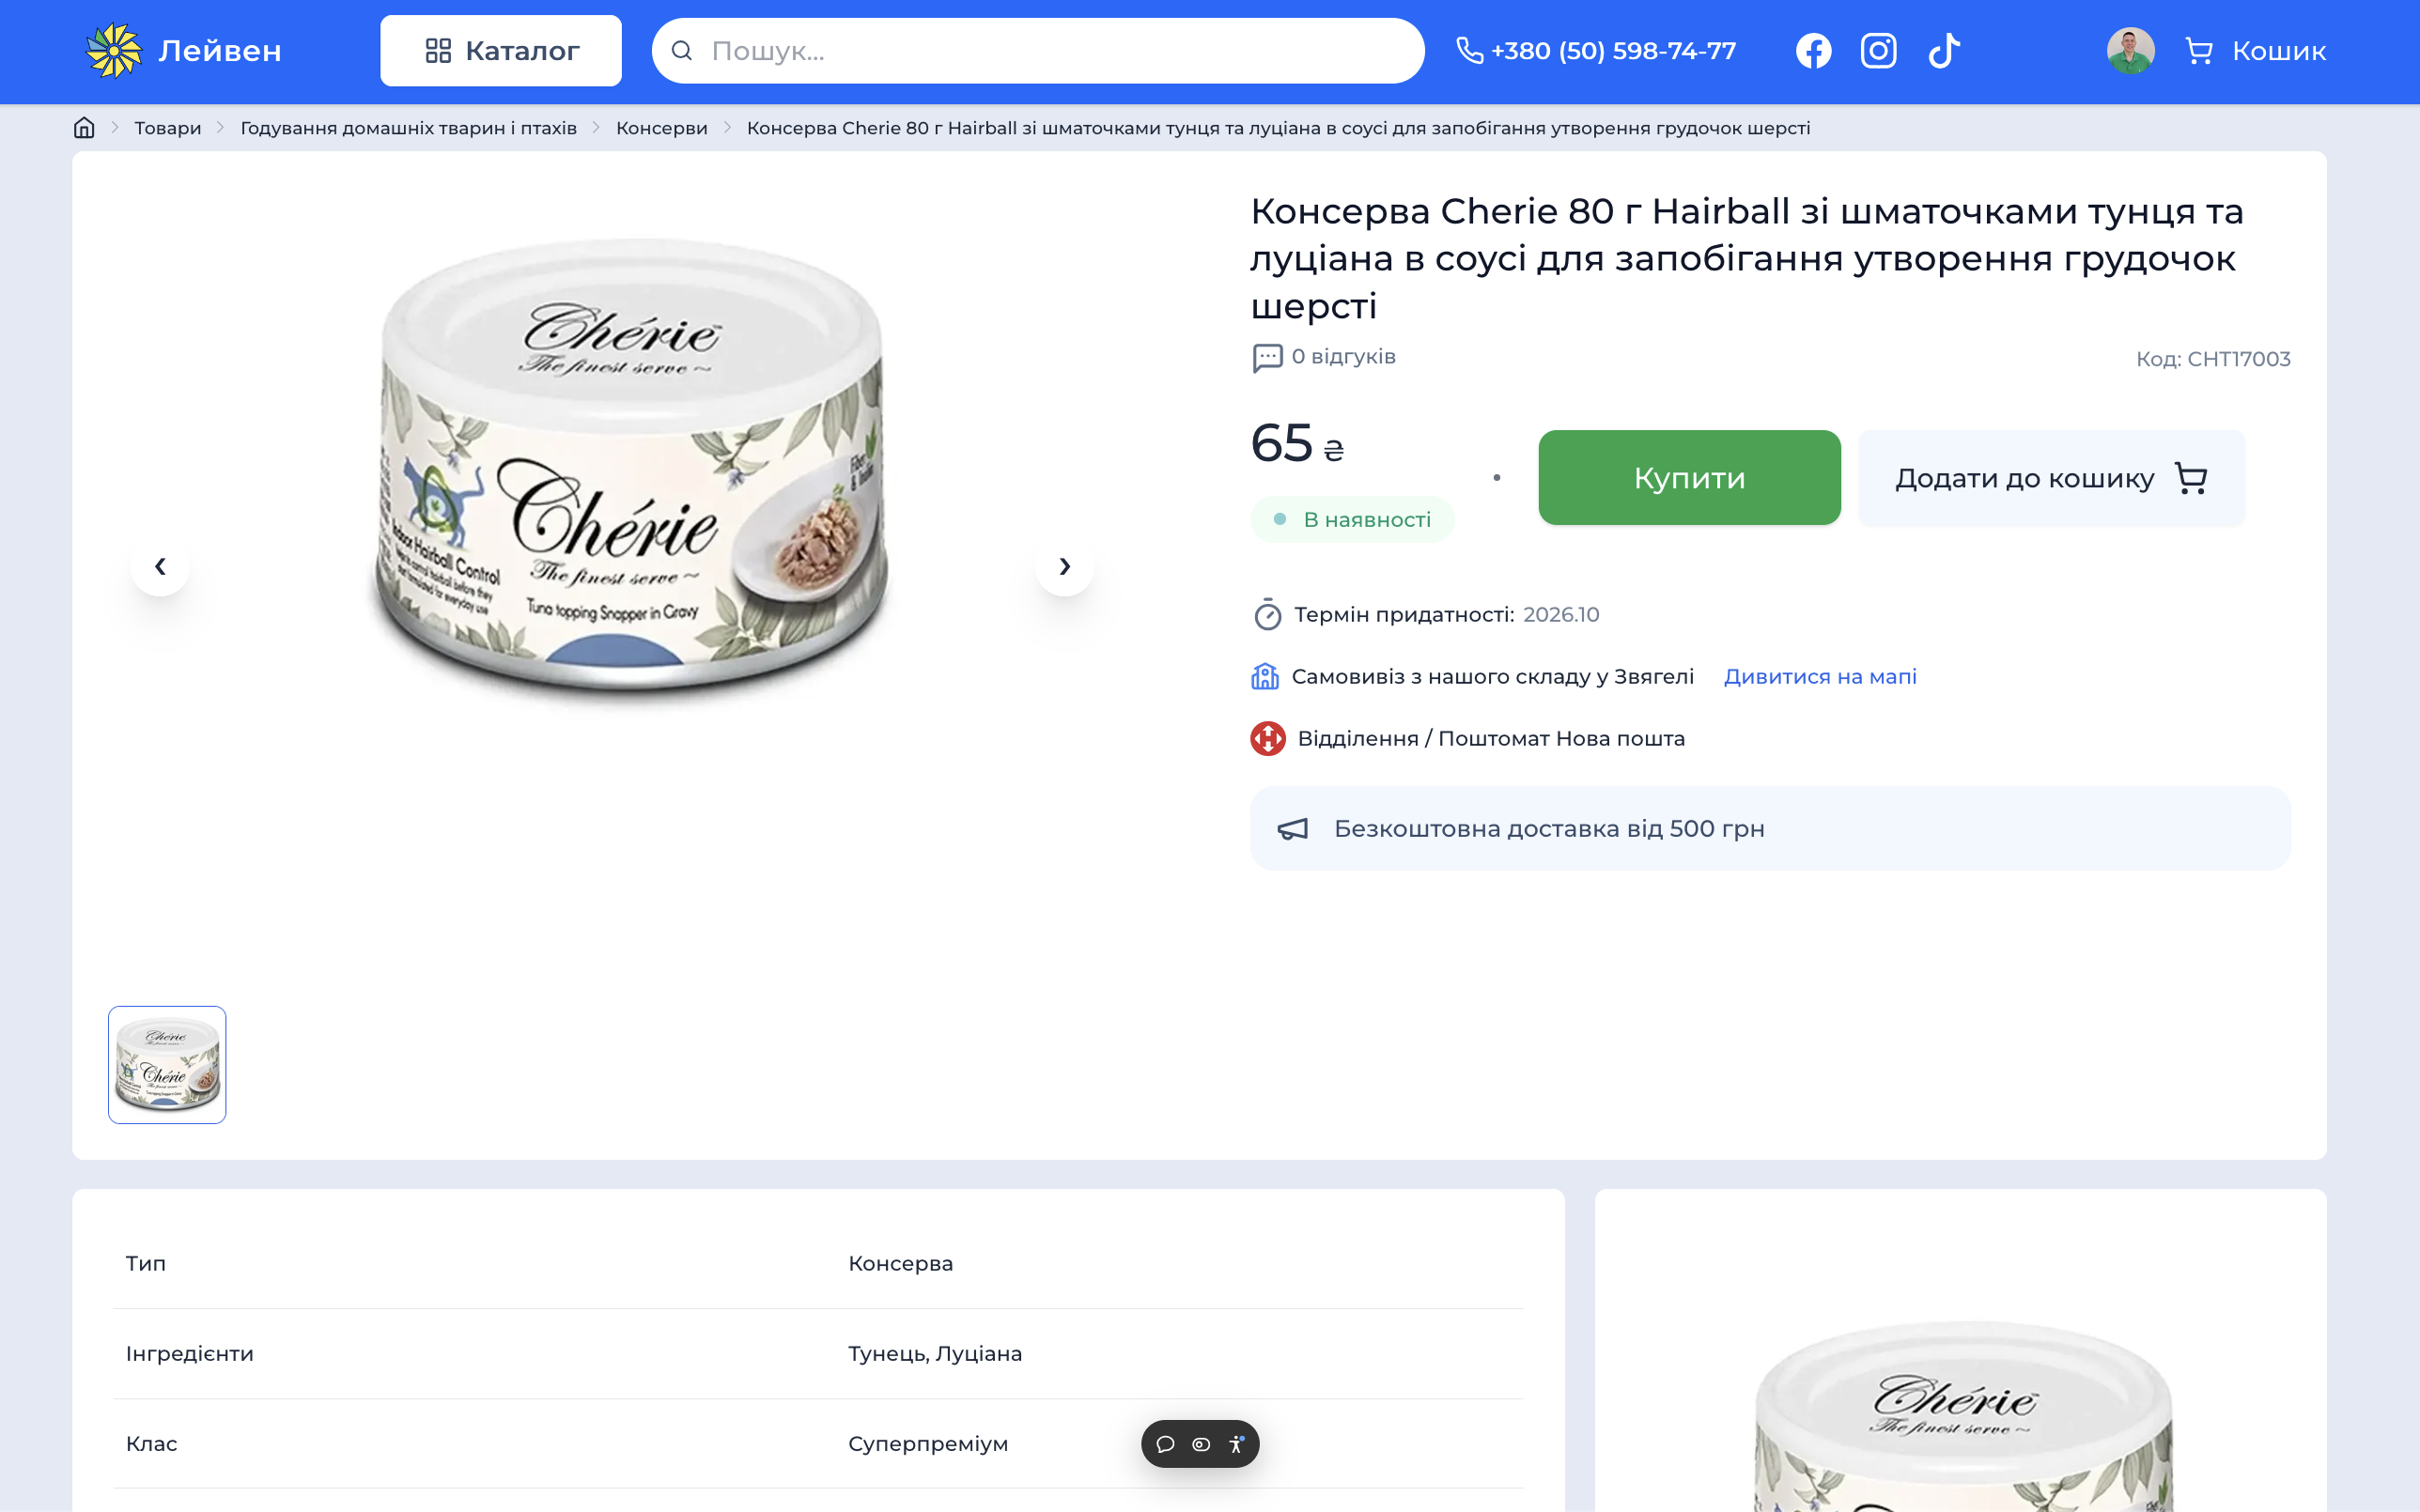 Лейвен
Каталог
Пошук...
+380 (50) 598-74-77
Кошик
Товари
Годування домашніх тварин і птахів
Консерви
Консерва Cherie 80 г Hairball зі шматочками тунця та луціана в соусі для запобігання утворення грудочок шерсті
Chérie
The finest serve ~
Chérie
The finest serve ~
Tuna topping Snapper in Gravy
Hairball Control
Консерва Cherie 80 г Hairball зі шматочками тунця та
луціана в соусі для запобігання утворення грудочок
шерсті
0 відгуків
Код: CHT17003
65 ₴
В наявності
Купити
Додати до кошику
Термін придатності: 2026.10
Самовивіз з нашого складу у Звягелі
Дивитися на мапі
Відділення / Поштомат Нова пошта
Безкоштовна доставка від 500 грн
Chérie
Chérie
Тип
Консерва
Інгредієнти
Тунець, Луціана
Клас
Суперпреміум
Chérie
The finest serve ~